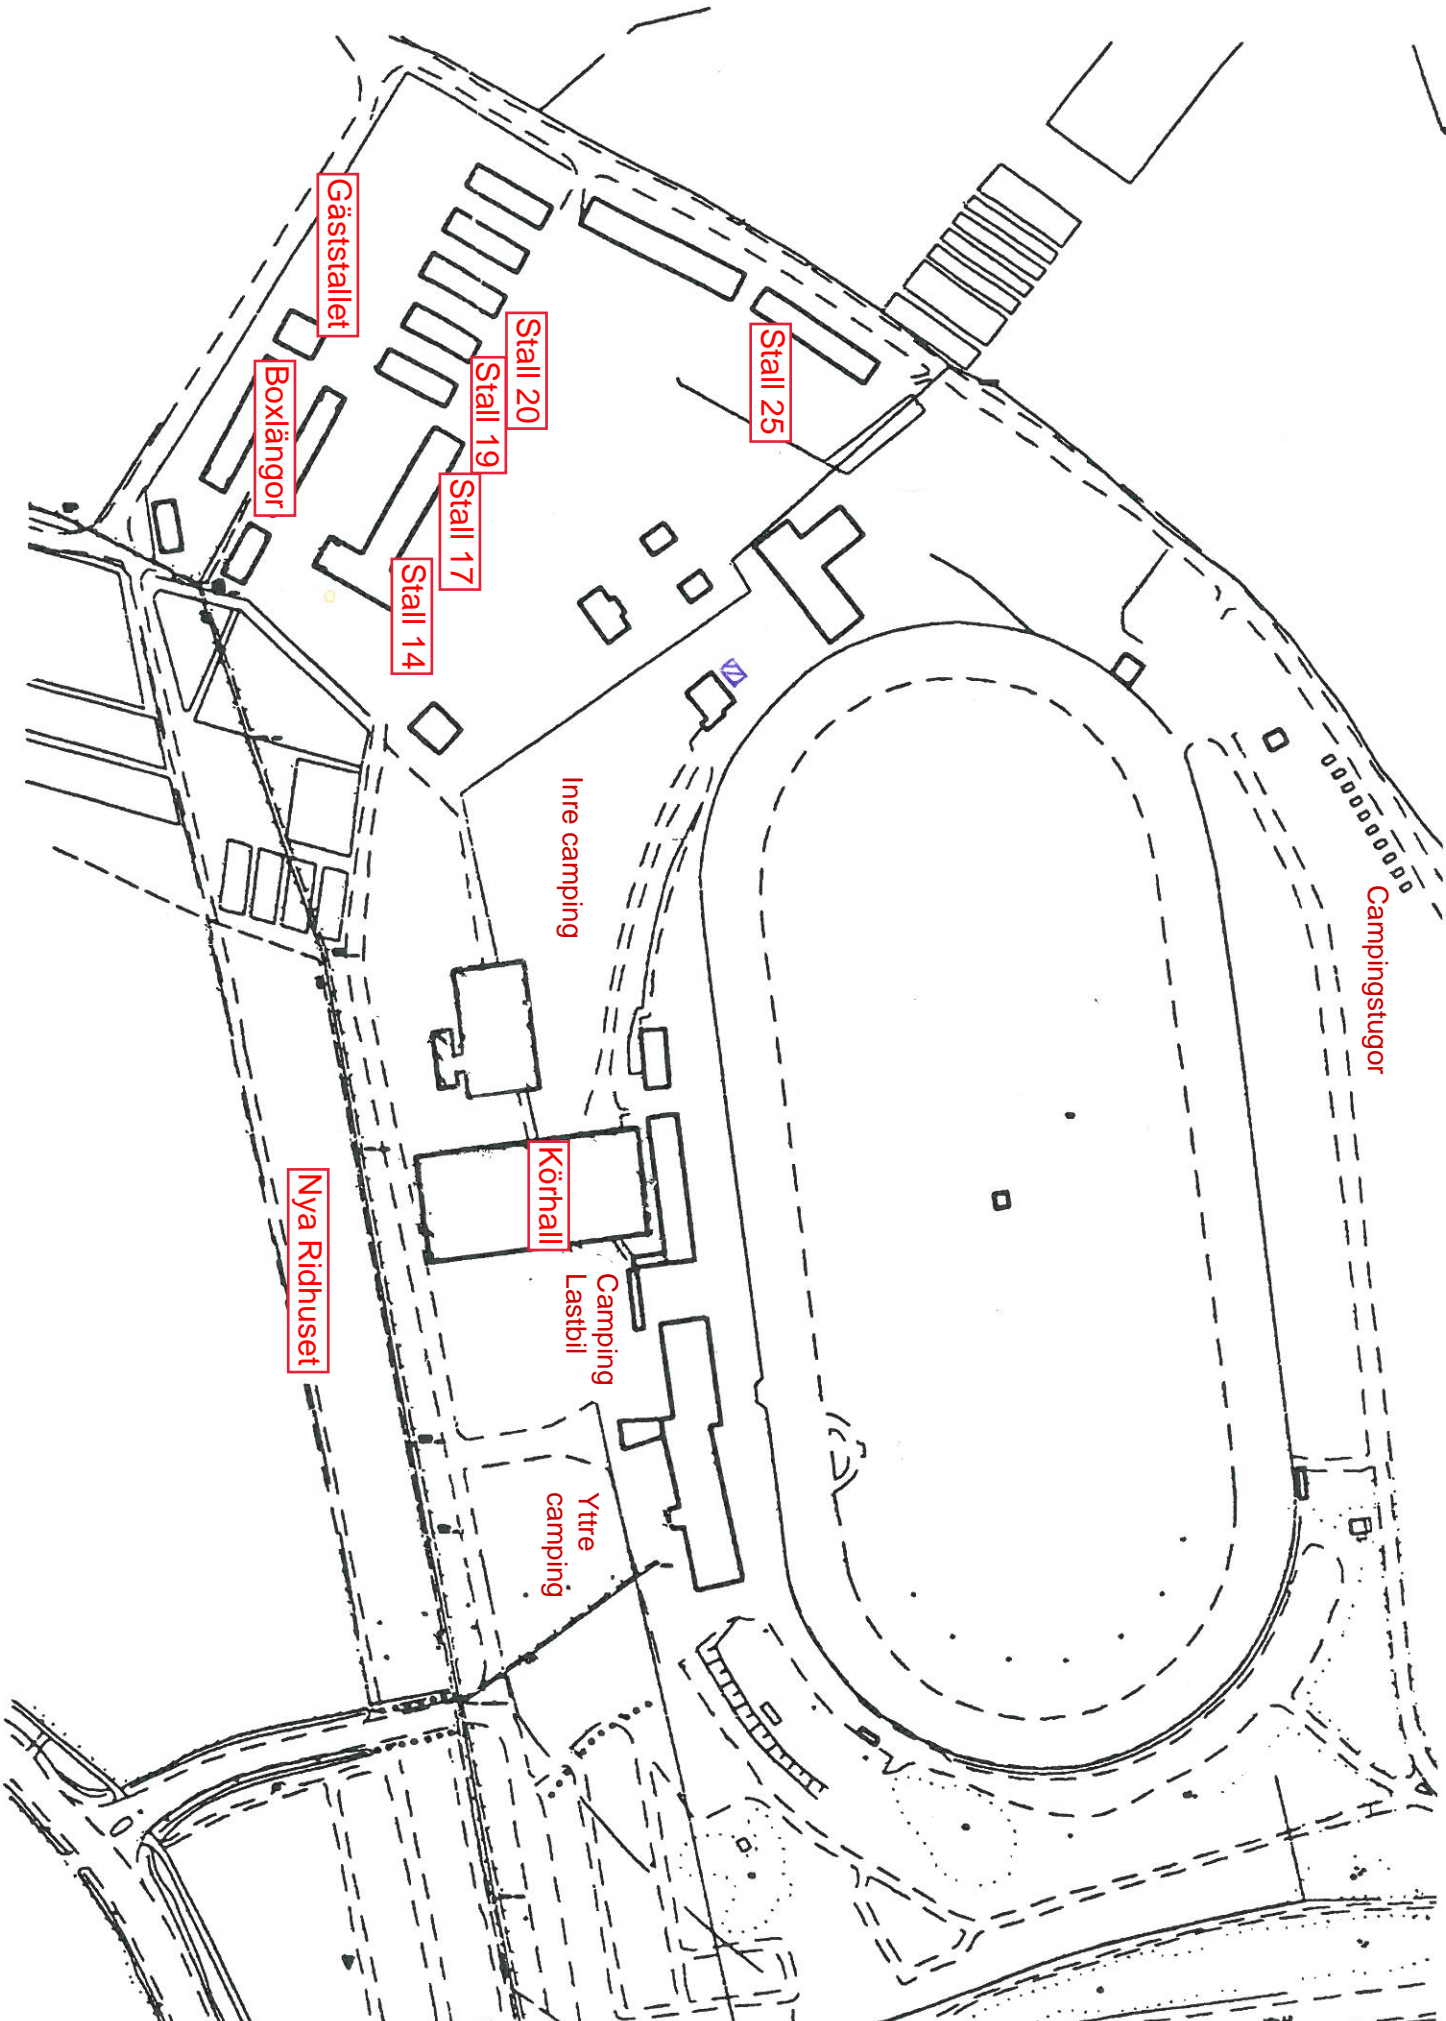 Campingstugor
Stall 25
Inre camping
Camping
Lastbil
Yttre
camping
Stall 20
Stall 19
Stall 17
Stall 14
Körhall
Gäststallet
Boxlängor
Nya Ridhuset